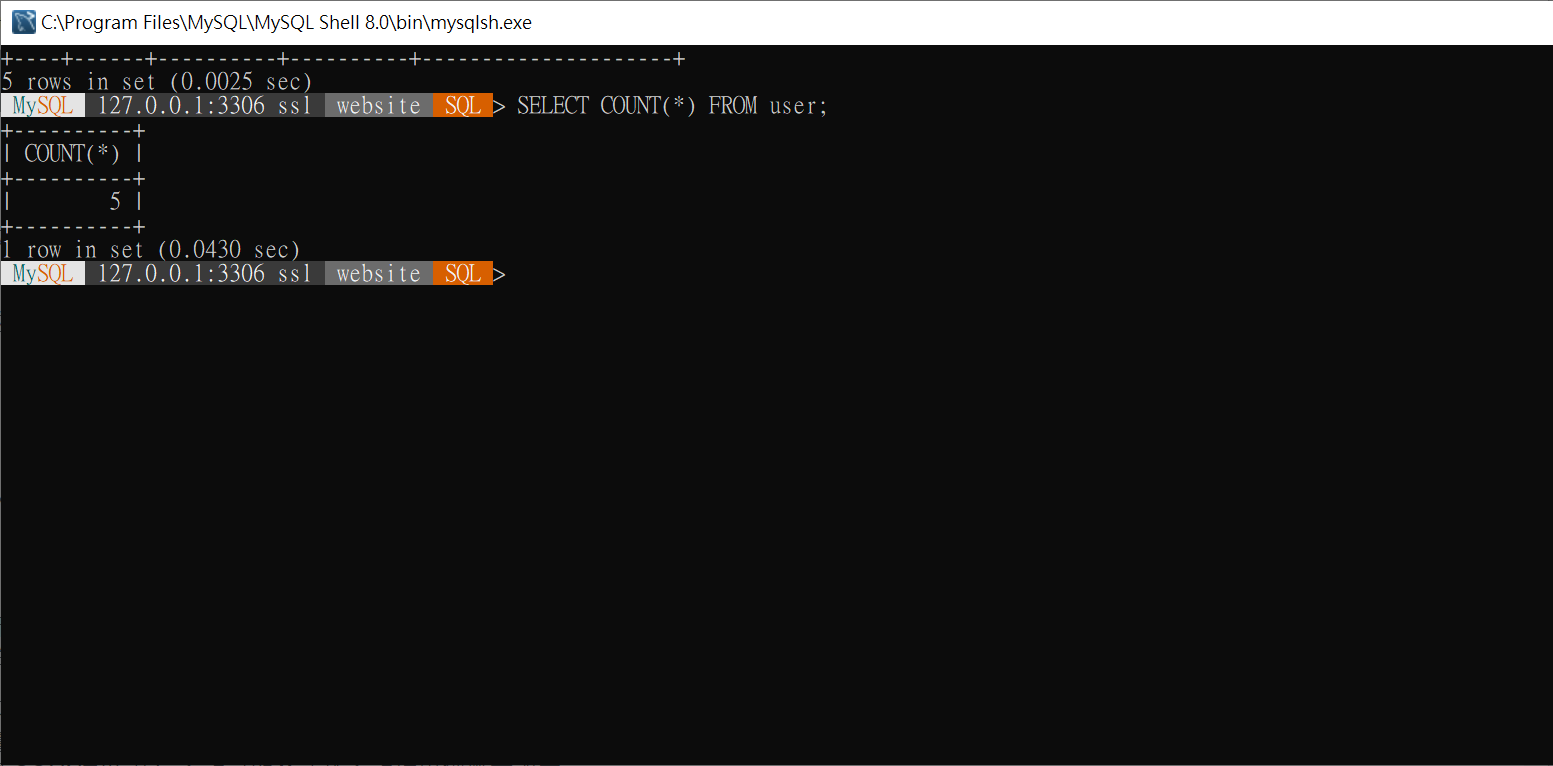 C:\Program Files\MySQL\MySQL Shell 8.0\bin\mysqlsh.exe
+----+------+----------+----------+---------------------+
5 rows in set (0.0025 sec)
MySQL 127.0.0.1:3306 ssl website SQL > SELECT COUNT(*) FROM user;
+----------+
| COUNT(*) |
+----------+
|        5 |
+----------+
1 row in set (0.0430 sec)
MySQL 127.0.0.1:3306 ssl website SQL >